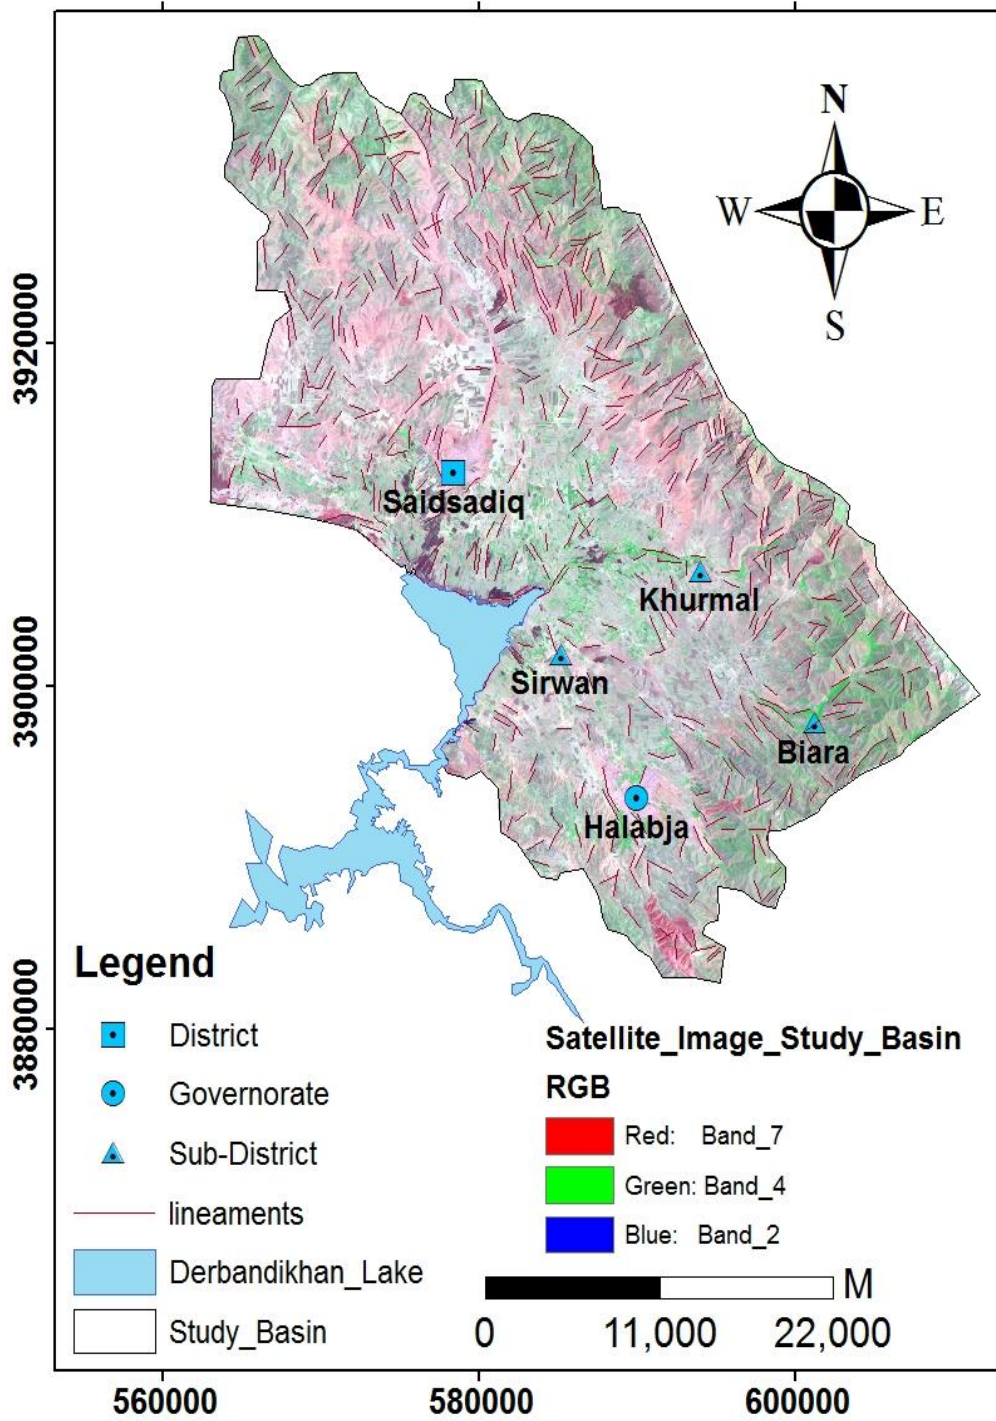 N
W E
S
3920000
3900000
3880000
Saidsadiq
Khurmal
Sirwan
Biara
Halabja
Legend
District
Governorate
Sub-District
lineaments
Derbandikhan_Lake
Study_Basin
Satellite_Image_Study_Basin
RGB
Red: Band_7
Green: Band_4
Blue: Band_2
M
0 11,000 22,000
560000 580000 600000